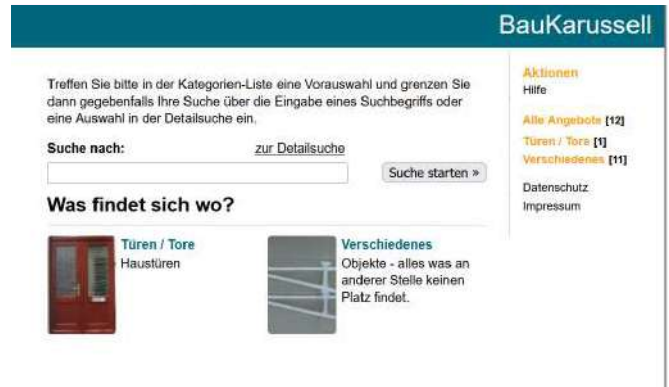 BauKarussell
Treffen Sie bitte in der Kategorien-Liste eine Vorauswahl und grenzen Sie
dann gegebenfalls Ihre Suche über die Eingabe eines Suchbegriffs oder
eine Auswahl in der Detailsuche ein.
Suche nach: zur Detailsuche
Suche starten »
Was findet sich wo?
Türen / Tore
Haustüren
Verschiedenes
Objekte - alles was an
anderer Stelle keinen
Platz findet.
Aktionen
Hilfe
Alle Angebote [12]
Türen / Tore [1]
Verschiedenes [11]
Datenschutz
Impressum